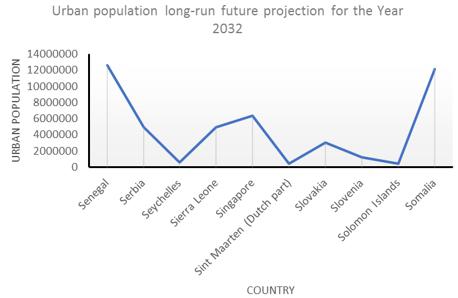 Urban population long-run future projection for the Year
2032
URBAN POPULATION
14000000
12000000
10000000
8000000
6000000
4000000
2000000
0
Senegal
Serbia
Seychelles
Sierra Leone
Singapore
Sint Maarten (Dutch part)
Slovakia
Slovenia
Solomon Islands
Somalia
COUNTRY